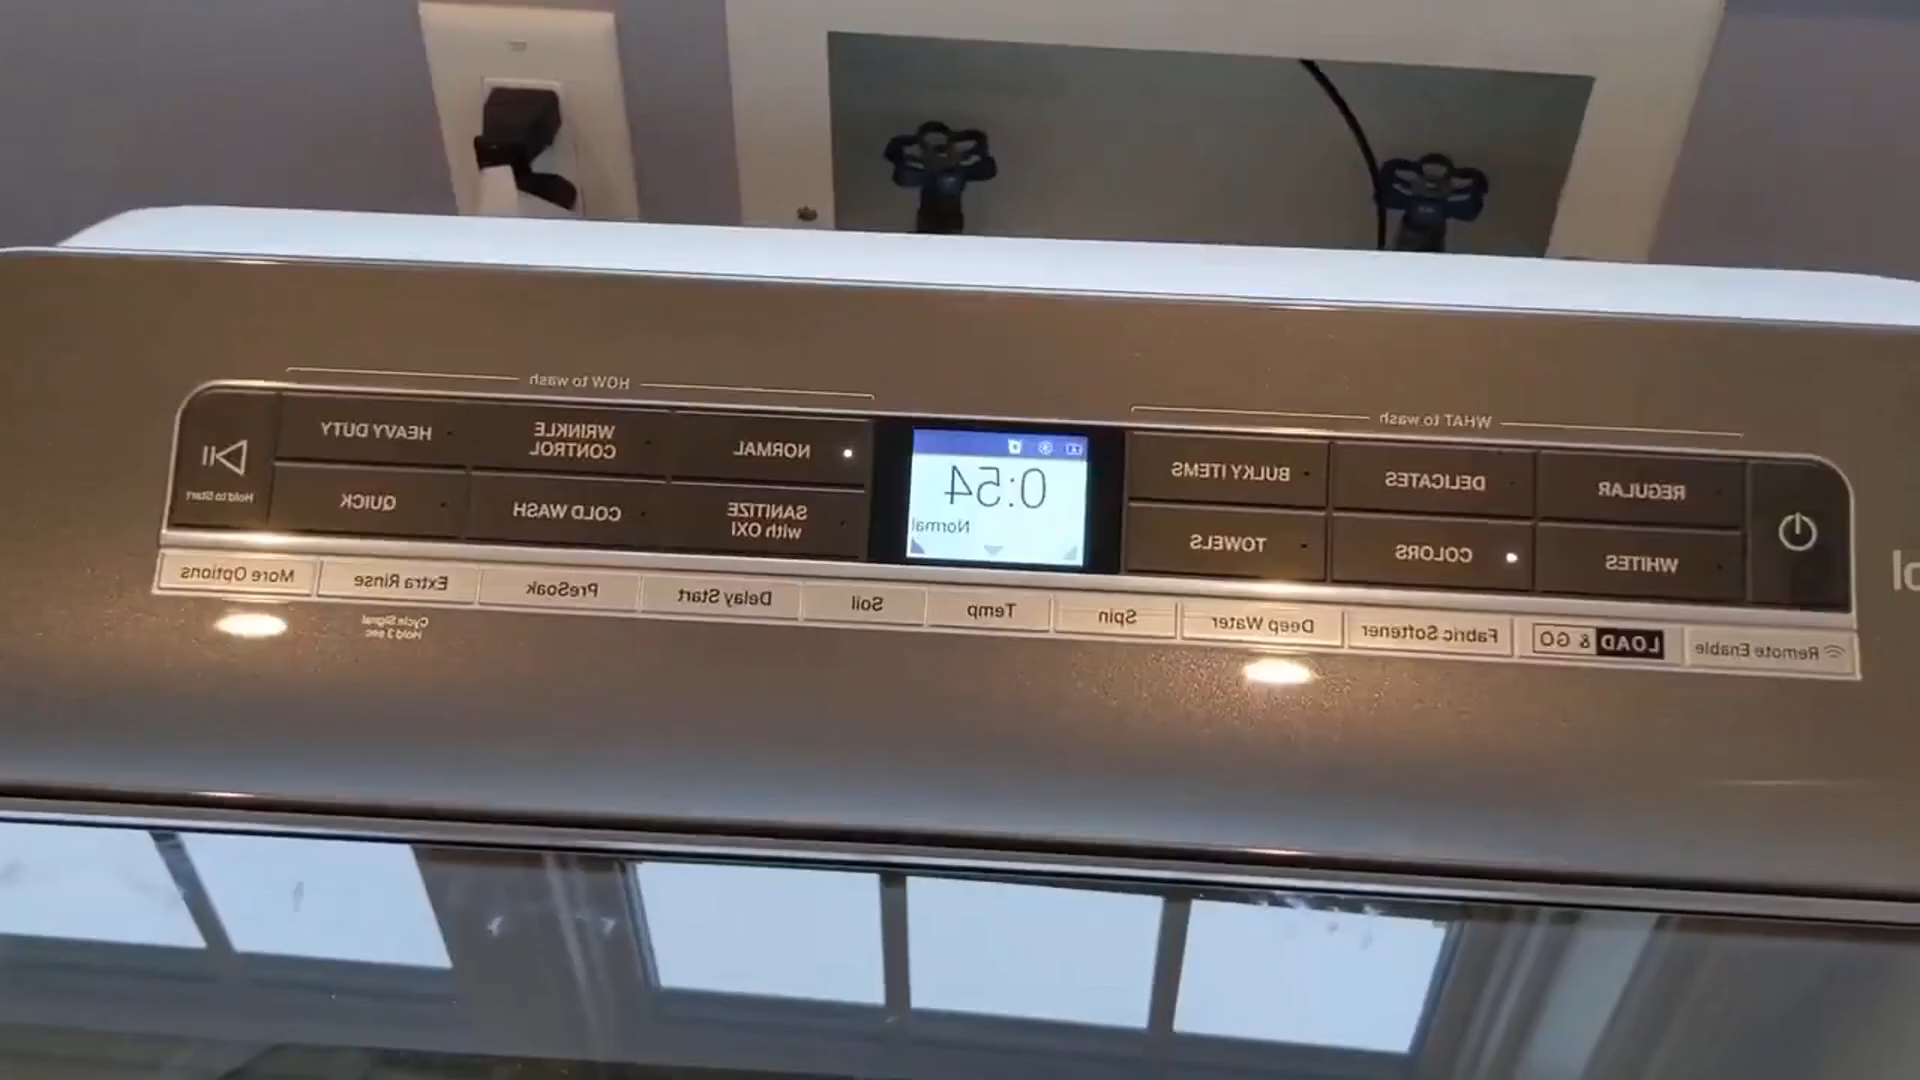 WHAT to wash
HOW to wash
REGULAR
DELICATES
BULKY ITEMS
WHITES
COLORS
TOWELS
0:54
Normal
NORMAL
WRINKLE
CONTROL
HEAVY DUTY
SANITIZE
with OXI
COLD WASH
QUICK
Hold to Start
Remote Enable
LOAD & GO
Fabric Softener
Deep Water
Spin
Temp
Soil
Delay Start
PreSoak
Extra Rinse
More Options
Cycle Signal
Hold 3 sec